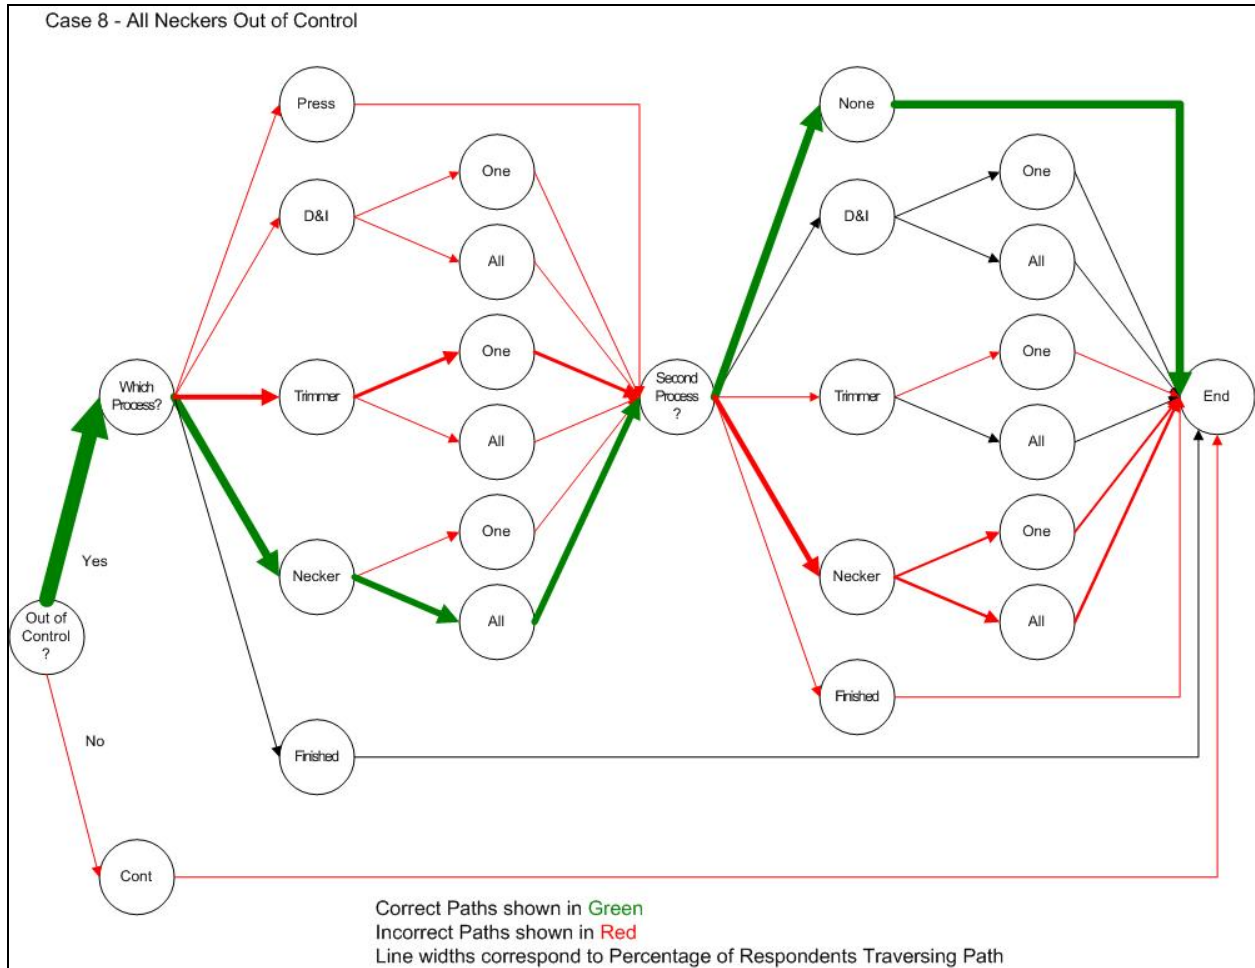 Case 8 - All Neckers Out of Control
Press
None
One
One
D&I
D&I
All
All
One
One
Which
Process?
Trimmer
Second
Process
?
Trimmer
End
All
All
One
One
Yes
Necker
Necker
All
All
Out of
Control
?
Finished
No
Finished
Cont
Correct Paths shown in Green
Incorrect Paths shown in Red
Line widths correspond to Percentage of Respondents Traversing Path